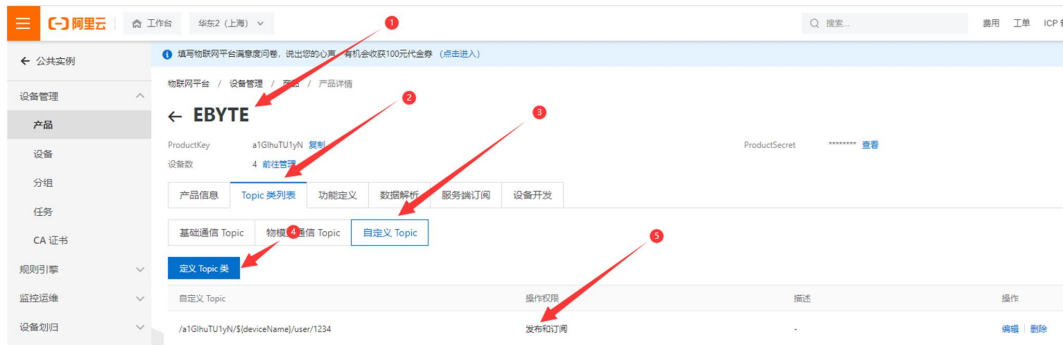 阿里云 工作台 华东2（上海） 搜索... 费用 工单 ICP
1
公共实例
填写物联网平台满意度问卷，说出您的心声，有机会获100元代金券（点击进入）
物联网平台 / 设备管理 / 产品 / 产品详情
设备管理
2
EBYTE
3
产品
ProductKey a1GlhuTU1yN 复制 ProductSecret ******** 查看
设备
设备数 4 前往管理
分组
产品信息 Topic 类列表 功能定义 数据解析 服务端订阅 设备开发
任务
基础通信 Topic 物模型通信 Topic 自定义 Topic
4
5
CA 证书
规则引擎
定义 Topic 类
监控运维
自定义 Topic 操作权限 描述 操作
设备划归
/a1GlhuTU1yN/${deviceName}/user/1234 发布和订阅 - 编辑 删除